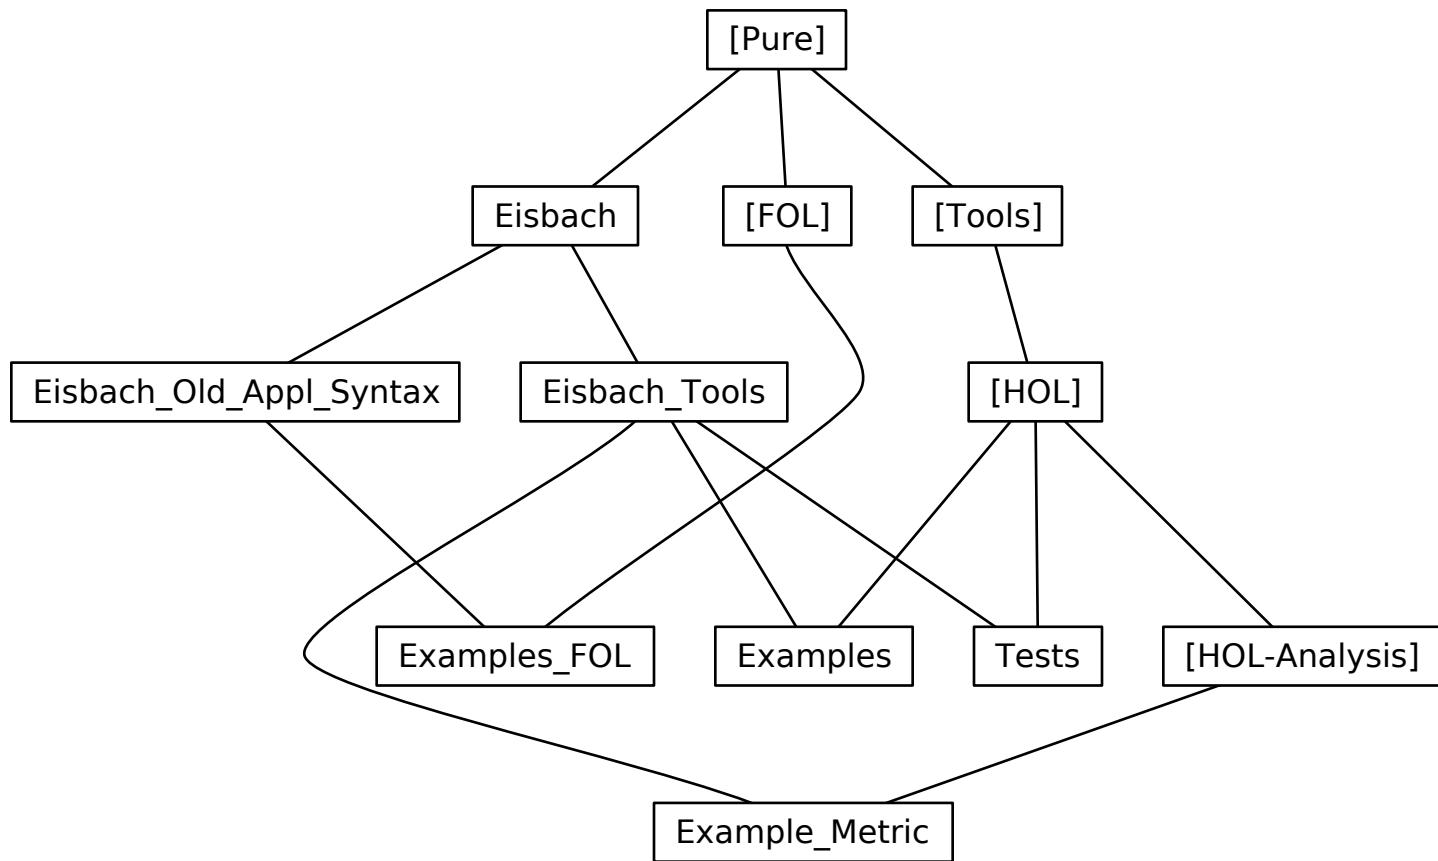 [Pure]
Eisbach
[FOL]
[Tools]
Eisbach_Old_Appl_Syntax
Eisbach_Tools
[HOL]
Examples_FOL
Examples
Tests
[HOL-Analysis]
Example_Metric